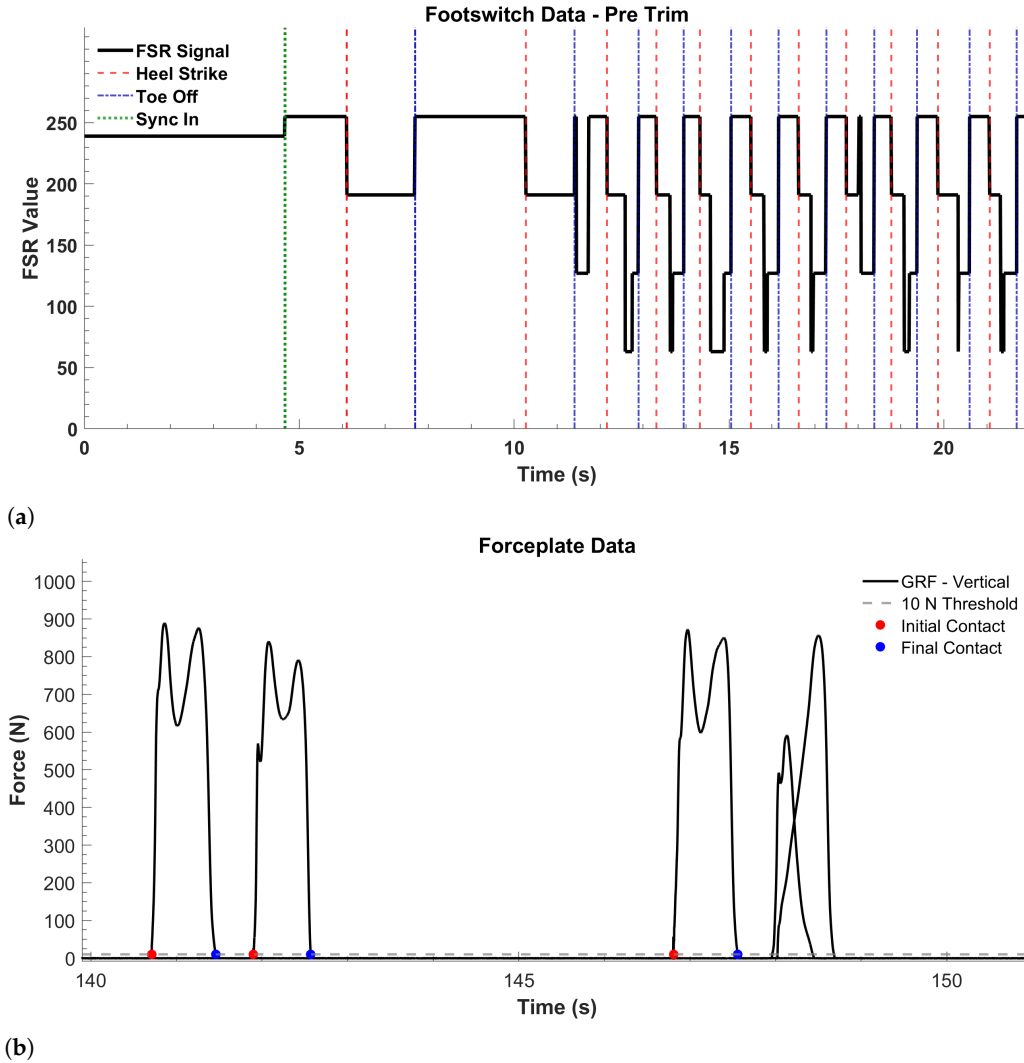 Footswitch Data - Pre Trim
FSR Signal
Heel Strike
Toe Off
Sync In
250
200
150
100
50
0
FSR Value
0 5 10 15 20
Time (s)
(a)
Forceplate Data
GRF - Vertical
10 N Threshold
Initial Contact
Final Contact
1000
900
800
700
600
500
400
300
200
100
0
Force (N)
140 145 150
Time (s)
(b)